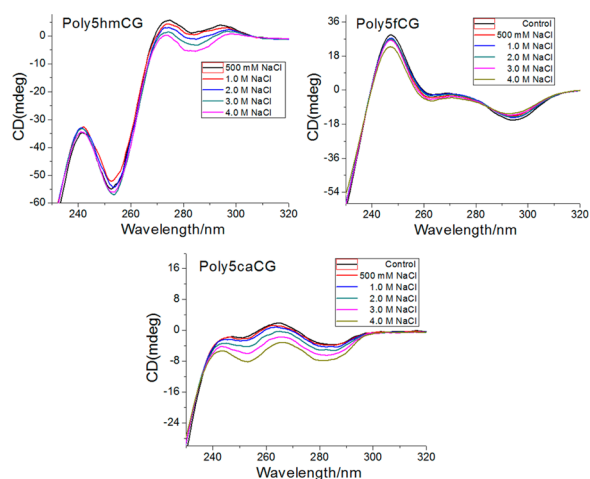 Poly5hmCG
CD(mdeg)
10
0
-10
-20
-30
-40
-50
-60
500 mM NaCl
1.0 M NaCl
2.0 M NaCl
3.0 M NaCl
4.0 M NaCl
240 260 280 300 320
Wavelength/nm
Poly5fCG
CD(mdeg)
36
18
0
-18
-36
-54
Control
500 mM NaCl
1.0 M NaCl
2.0 M NaCl
3.0 M NaCl
4.0 M NaCl
240 260 280 300 320
Wavelength/nm
Poly5caCG
CD(mdeg)
16
8
0
-8
-16
-24
Control
500 mM NaCl
1.0 M NaCl
2.0 M NaCl
3.0 M NaCl
4.0 M NaCl
240 260 280 300 320
Wavelength/nm